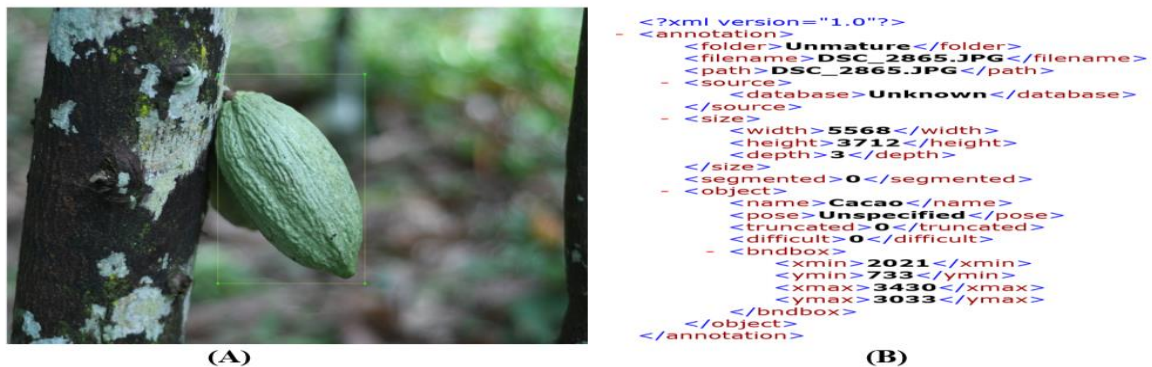 <?xml version="1.0"?>
- <annotation>
<folder>Unmature</folder>
<filename>DSC_2865.JPG</filename>
<path>DSC_2865.JPG</path>
- <source>
<database>Unknown</database>
</source>
- <size>
<width>5568</width>
<height>3712</height>
<depth>3</depth>
</size>
<segmented>0</segmented>
- <object>
<name>Cacao</name>
<pose>Unspecified</pose>
<truncated>0</truncated>
<difficult>0</difficult>
- <bndbox>
<xmin>2021</xmin>
<ymin>733</ymin>
<xmax>3430</xmax>
<ymax>3033</ymax>
</bndbox>
</object>
</annotation>
(A)
(B)